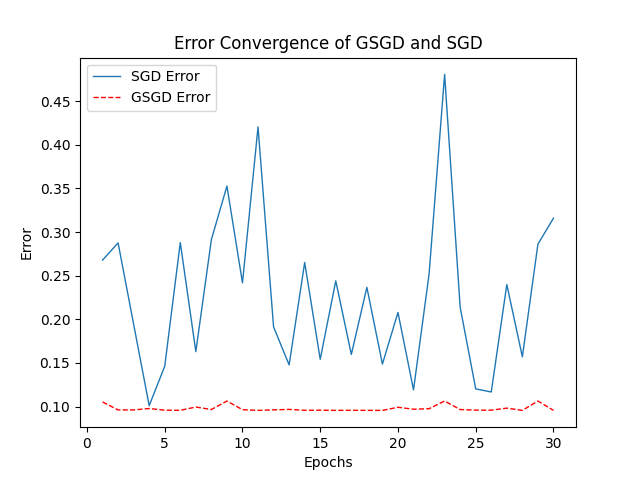 Error Convergence of GSGD and SGD
SGD Error
GSGD Error
0.45
0.40
0.35
0.30
0.25
0.20
0.15
0.10
Error
0 5 10 15 20 25 30
Epochs